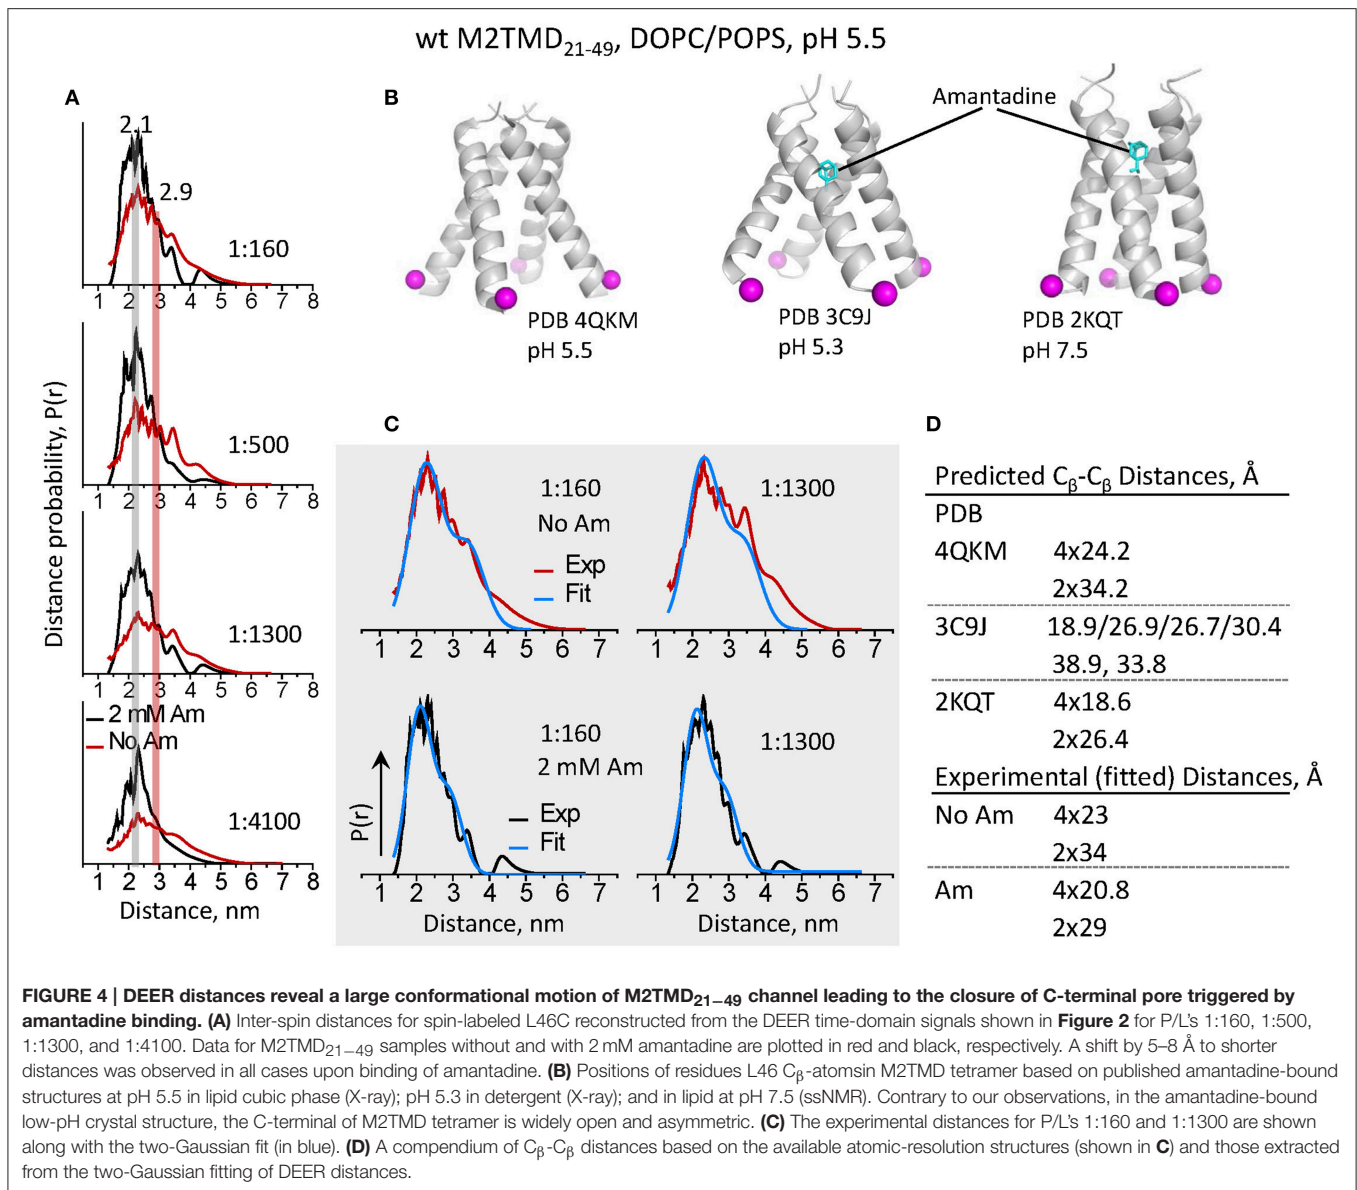 wt M2TMD21-49, DOPC/POPS, pH 5.5
A
2.1
2.9
1:160
1 2 3 4 5 6 7 8
1:500
1 2 3 4 5 6 7 8
1:1300
1 2 3 4 5 6 7 8
2 mM Am
No Am
1:4100
1 2 3 4 5 6 7 8
Distance, nm
Distance probability, P(r)
B
Amantadine
PDB 4QKM
pH 5.5
PDB 3C9J
pH 5.3
PDB 2KQT
pH 7.5
C
1:160
No Am
Exp
Fit
1 2 3 4 5 6 7
1:1300
1 2 3 4 5 6 7
P(r)
1:160
2 mM Am
Exp
Fit
1 2 3 4 5 6 7
Distance, nm
1:1300
1 2 3 4 5 6 7
Distance, nm
D
Predicted Cβ-Cβ Distances, Å
PDB
4QKM 4x24.2
2x34.2
3C9J 18.9/26.9/26.7/30.4
38.9, 33.8
2KQT 4x18.6
2x26.4
Experimental (fitted) Distances, Å
No Am 4x23
2x34
Am 4x20.8
2x29
FIGURE 4 | DEER distances reveal a large conformational motion of M2TMD21–49 channel leading to the closure of C-terminal pore triggered by
amantadine binding. (A) Inter-spin distances for spin-labeled L46C reconstructed from the DEER time-domain signals shown in Figure 2 for P/L's 1:160, 1:500,
1:1300, and 1:4100. Data for M2TMD21–49 samples without and with 2 mM amantadine are plotted in red and black, respectively. A shift by 5–8 Å to shorter
distances was observed in all cases upon binding of amantadine. (B) Positions of residues L46 Cβ-atomsin M2TMD tetramer based on published amantadine-bound
structures at pH 5.5 in lipid cubic phase (X-ray); pH 5.3 in detergent (X-ray); and in lipid at pH 7.5 (ssNMR). Contrary to our observations, in the amantadine-bound
low-pH crystal structure, the C-terminal of M2TMD tetramer is widely open and asymmetric. (C) The experimental distances for P/L's 1:160 and 1:1300 are shown
along with the two-Gaussian fit (in blue). (D) A compendium of Cβ-Cβ distances based on the available atomic-resolution structures (shown in C) and those extracted
from the two-Gaussian fitting of DEER distances.